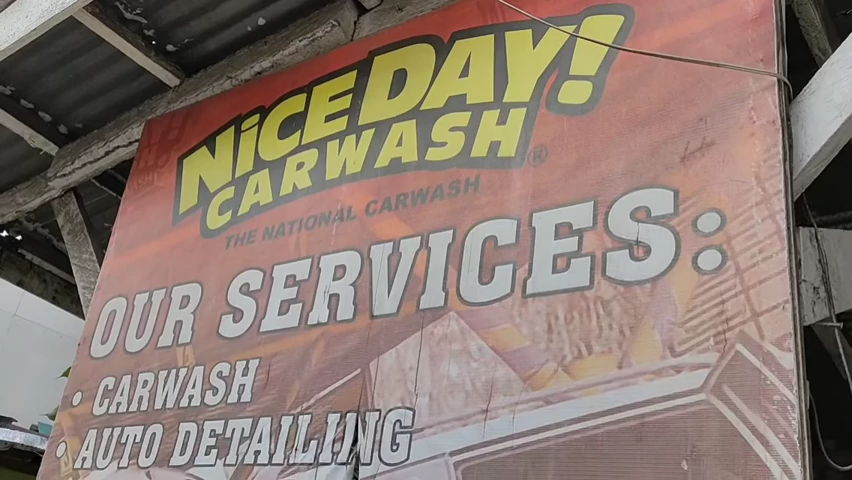 NiCE DAY!
CARWASH ®
THE NATIONAL CARWASH
OUR SERVICES:
• CARWASH
• AUTO DETAILING